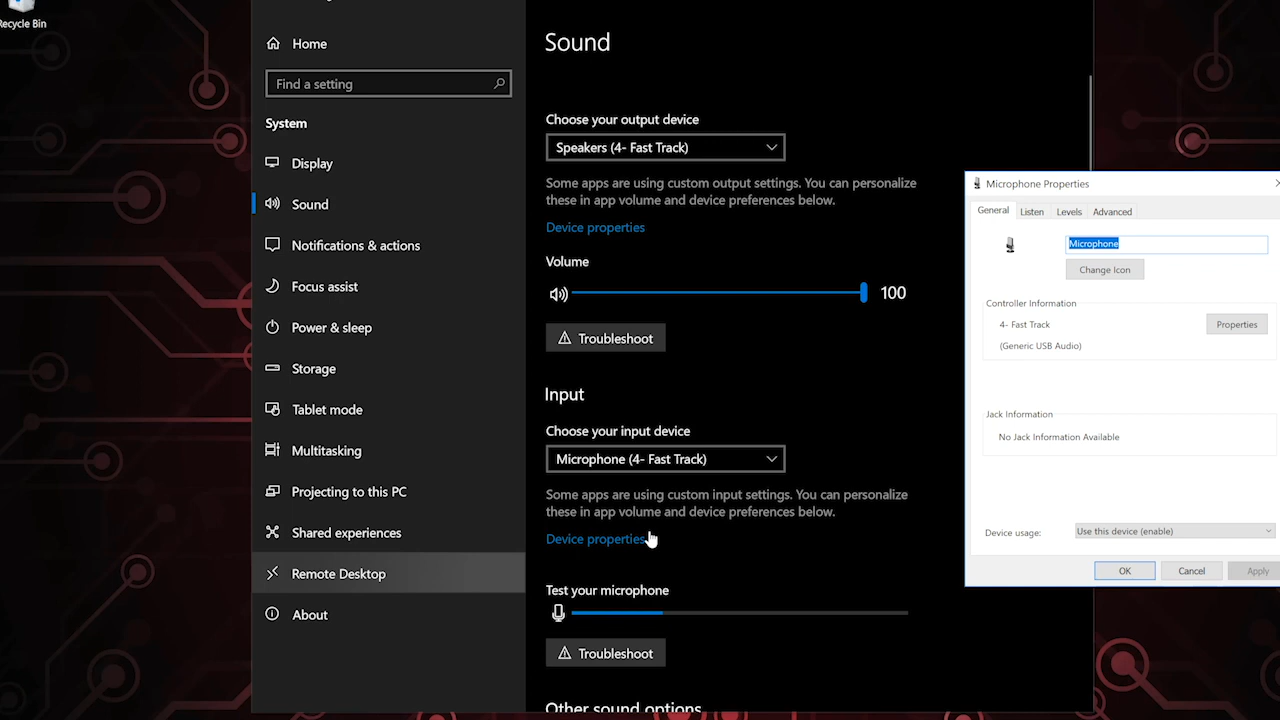 Recycle Bin
Home
Find a setting
System
Display
Sound
Notifications & actions
Focus assist
Power & sleep
Storage
Tablet mode
Multitasking
Projecting to this PC
Shared experiences
Remote Desktop
About
Sound
Choose your output device
Speakers (4- Fast Track)
Some apps are using custom output settings. You can personalize
these in app volume and device preferences below.
Device properties
Volume
100
Troubleshoot
Input
Choose your input device
Microphone (4- Fast Track)
Some apps are using custom input settings. You can personalize
these in app volume and device preferences below.
Device properties
Test your microphone
Troubleshoot
Other sound options
Microphone Properties
General Listen Levels Advanced
Microphone
Change Icon
Controller Information
4- Fast Track
Properties
(Generic USB Audio)
Jack Information
No Jack Information Available
Device usage:
Use this device (enable)
OK Cancel Apply